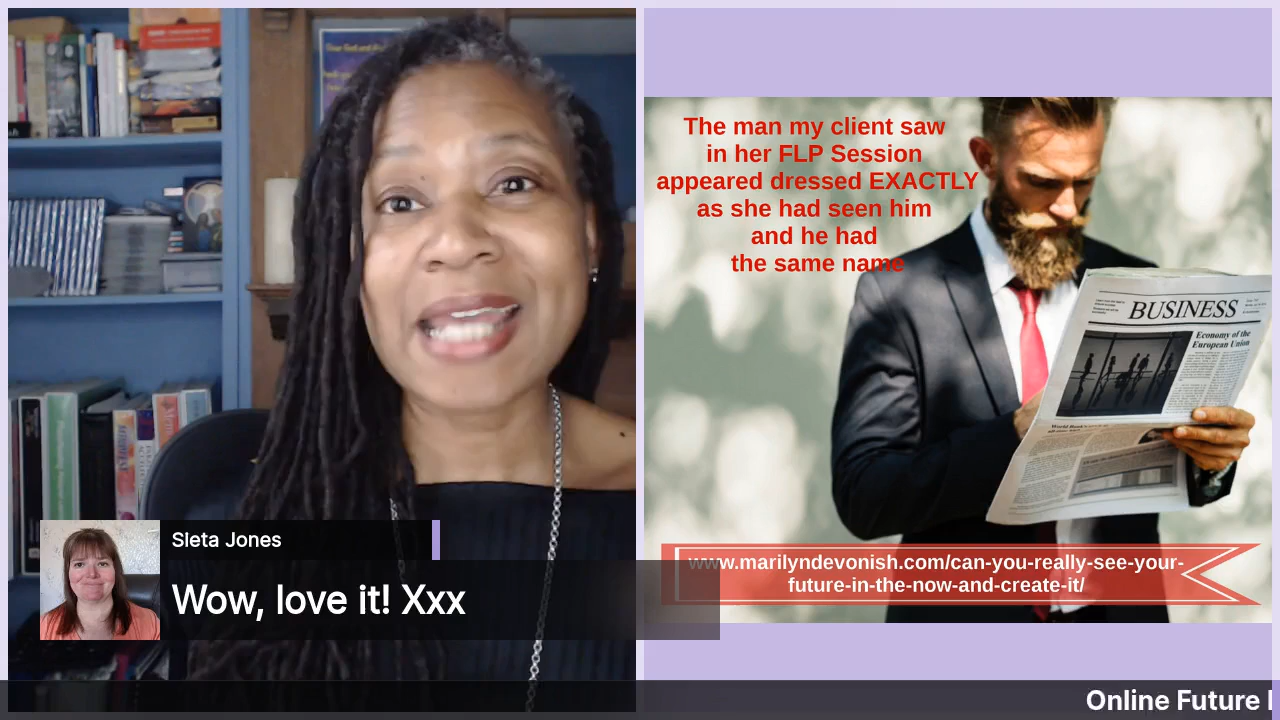 The man my client saw
in her FLP Session
appeared dressed EXACTLY
as she had seen him
and he had
the same name
BUSINESS
Economy of the
European Union
www.marilyndevonish.com/can-you-really-see-your-
future-in-the-now-and-create-it/
Sleta Jones
Wow, love it! Xxx
Online Future